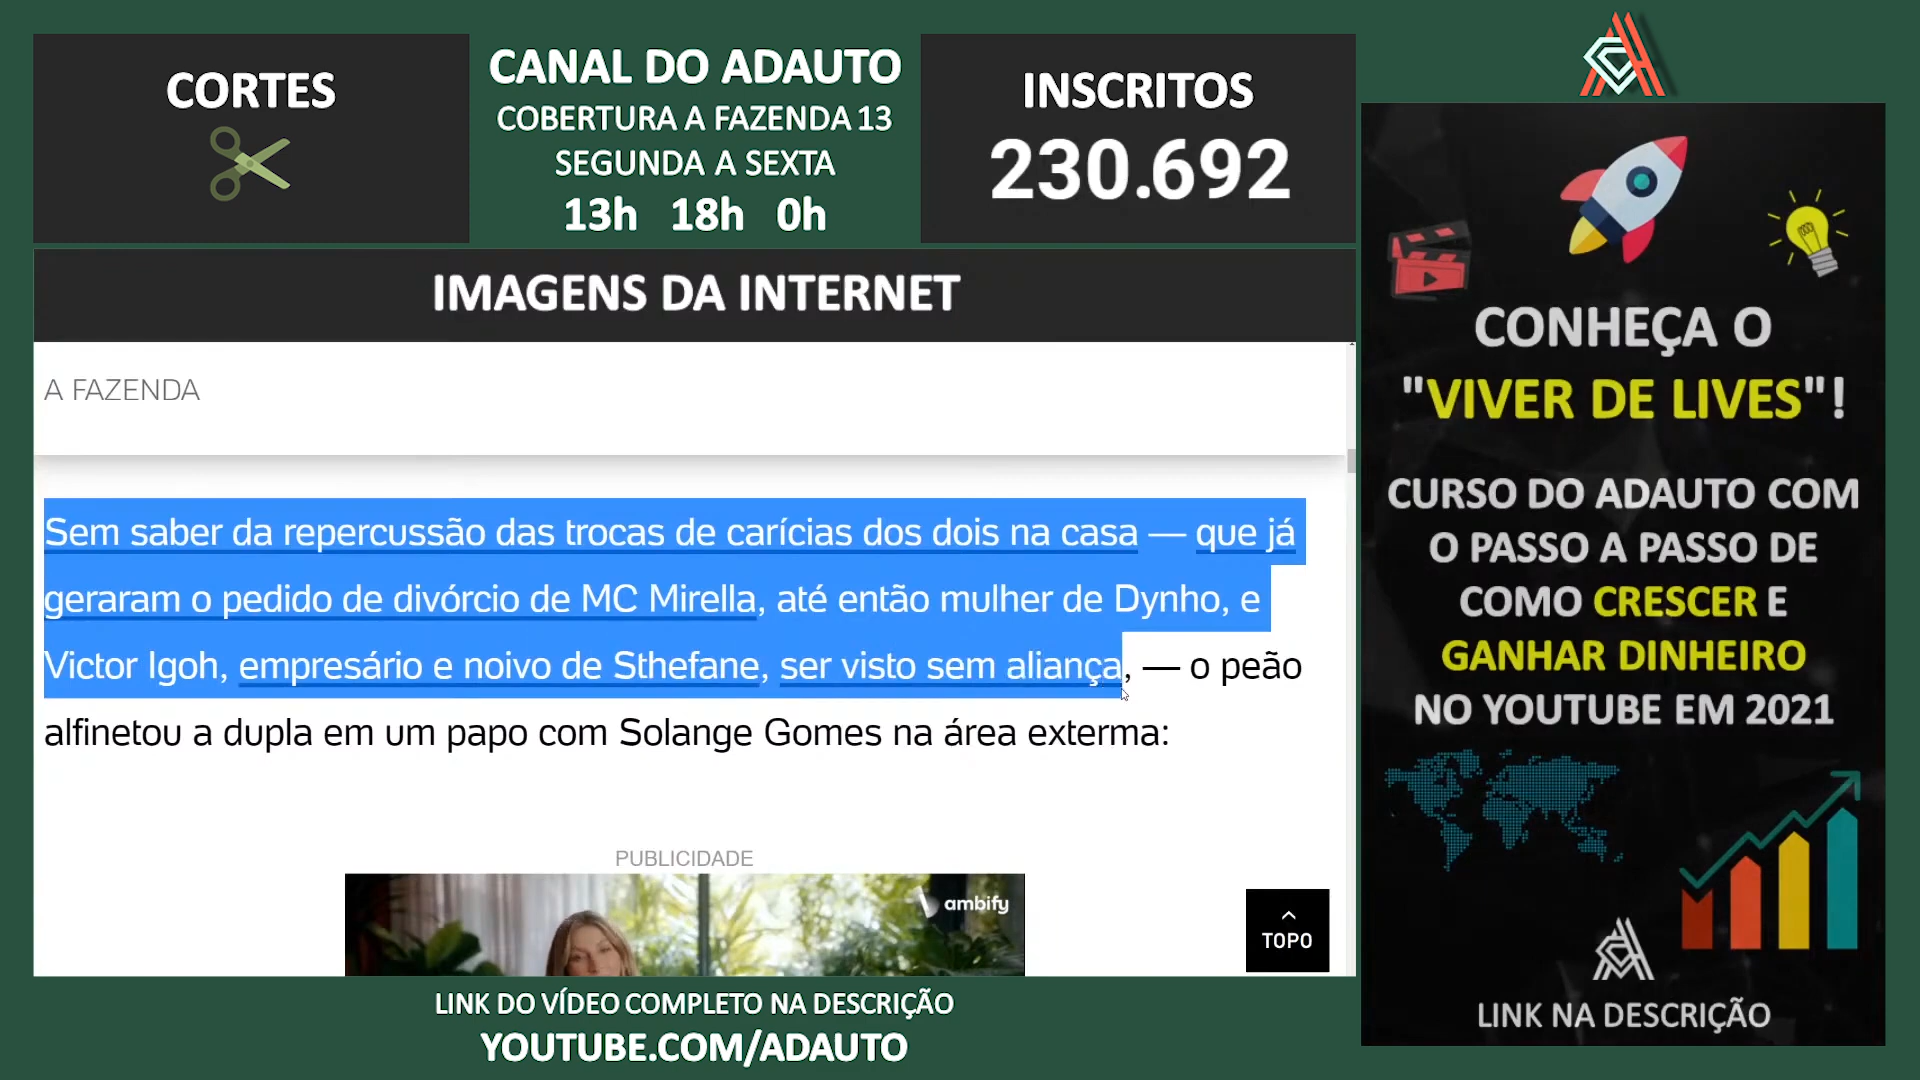 CORTES
CANAL DO ADAUTO
COBERTURA A FAZENDA 13
SEGUNDA A SEXTA
13h 18h 0h
INSCRITOS
230.692
IMAGENS DA INTERNET
A FAZENDA
Sem saber da repercussão das trocas de carícias dos dois na casa — que já
geraram o pedido de divórcio de MC Mirella, até então mulher de Dynho, e
Victor Igoh, empresário e noivo de Sthefane, ser visto sem aliança, — o peão
alfinetou a dupla em um papo com Solange Gomes na área exterma:
PUBLICIDADE
ambify
TOPO
LINK DO VÍDEO COMPLETO NA DESCRIÇÃO
YOUTUBE.COM/ADAUTO
CONHEÇA O
"VIVER DE LIVES"!
CURSO DO ADAUTO COM
O PASSO A PASSO DE
COMO CRESCER E
GANHAR DINHEIRO
NO YOUTUBE EM 2021
LINK NA DESCRIÇÃO